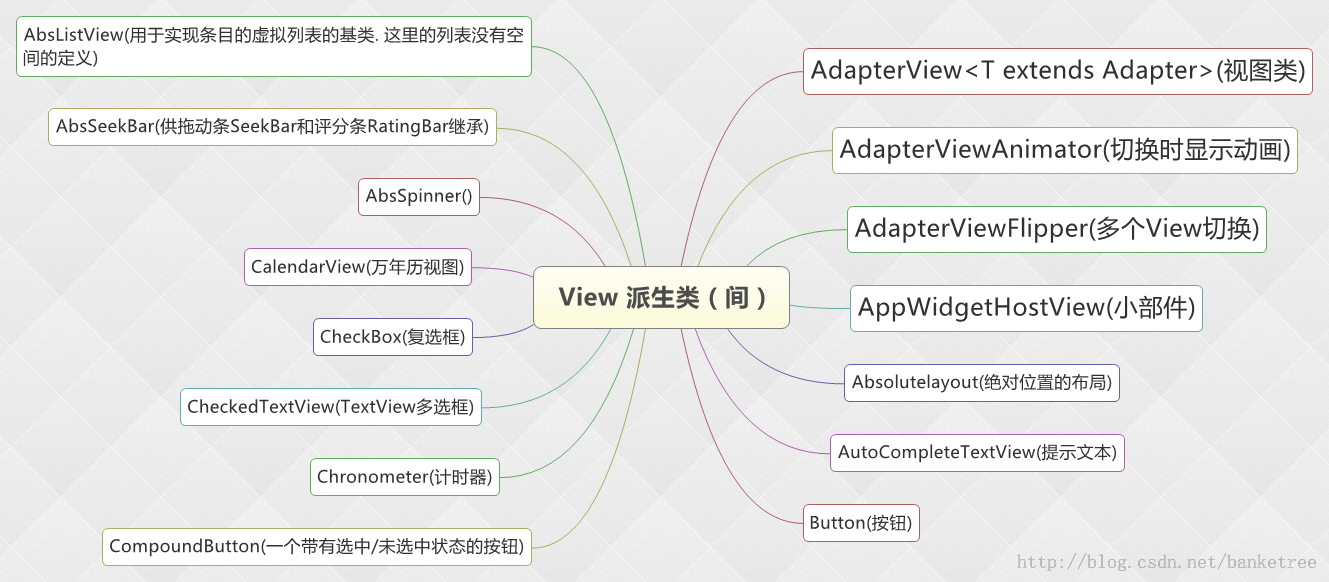 AbsListView(用于实现条目的虚拟列表的基类. 这里的列表没有空
间的定义)
AbsSeekBar(供拖动条SeekBar和评分条RatingBar继承)
AbsSpinner()
CalendarView(万年历视图)
CheckBox(复选框)
CheckedTextView(TextView多选框)
Chronometer(计时器)
CompoundButton(一个带有选中/未选中状态的按钮)
View 派生类（间）
AdapterView<T extends Adapter>(视图类)
AdapterViewAnimator(切换时显示动画)
AdapterViewFlipper(多个View切换)
AppWidgetHostView(小部件)
Absolutelayout(绝对位置的布局)
AutoCompleteTextView(提示文本)
Button(按钮)
http://blog.csdn.net/banketree